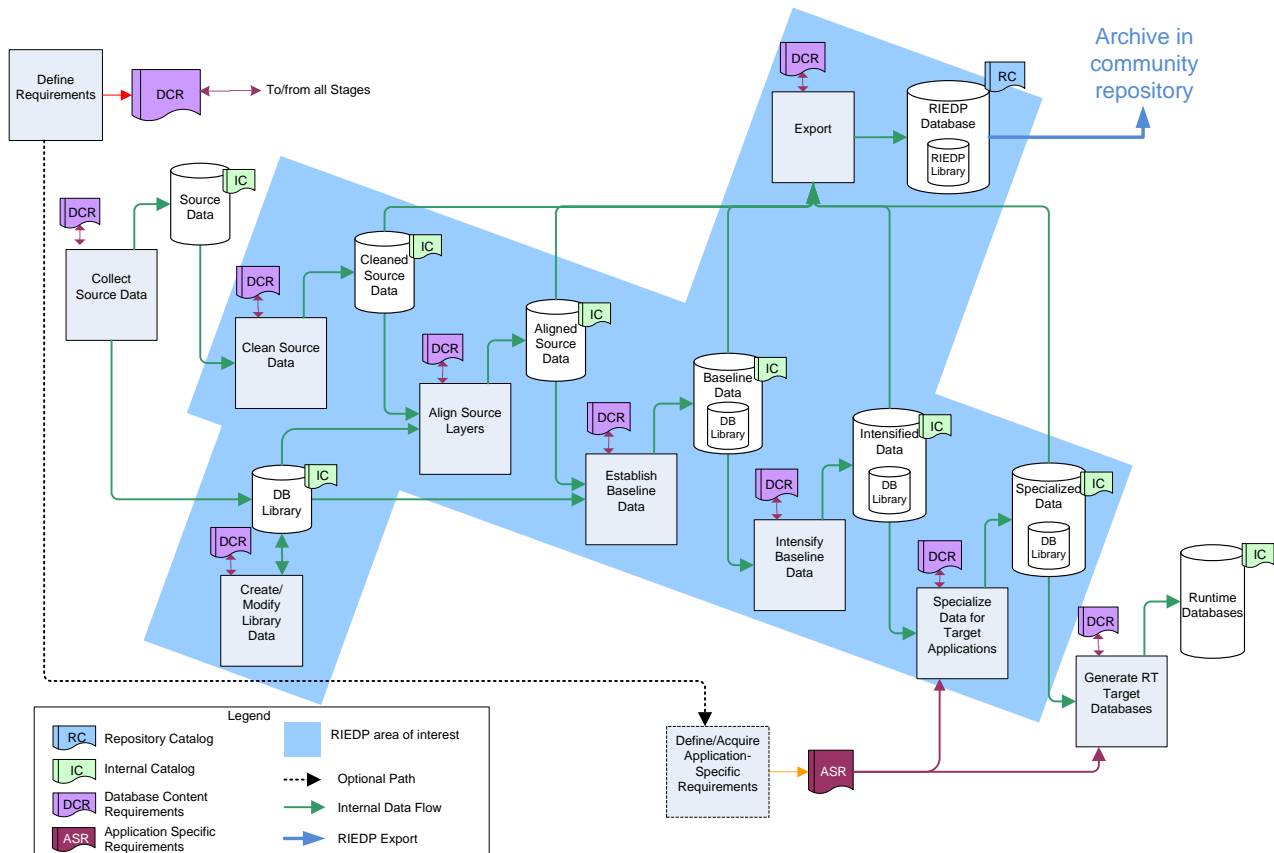 Define
Requirements
DCR
To/from all Stages
Archive in
community
repository
DCR
Export
RC
RIEDP
Database
RIEDP
Library
Source
Data
IC
DCR
Collect
Source Data
DCR
Clean Source
Data
Cleaned
Source
Data
IC
DCR
Align Source
Layers
Aligned
Source
Data
IC
DB
Library
IC
DCR
Create/
Modify
Library
Data
DCR
Establish
Baseline
Data
Baseline
Data
DB
Library
IC
DCR
Intensify
Baseline
Data
Intensified
Data
DB
Library
IC
DCR
Specialize
Data for
Target
Applications
Specialized
Data
DB
Library
IC
DCR
Generate RT
Target
Databases
Runtime
Databases
IC
Define/Acquire
Application-
Specific
Requirements
ASR
Legend
RC
Repository Catalog
IC
Internal Catalog
DCR
Database Content
Requirements
ASR
Application Specific
Requirements
RIEDP area of interest
Optional Path
Internal Data Flow
RIEDP Export